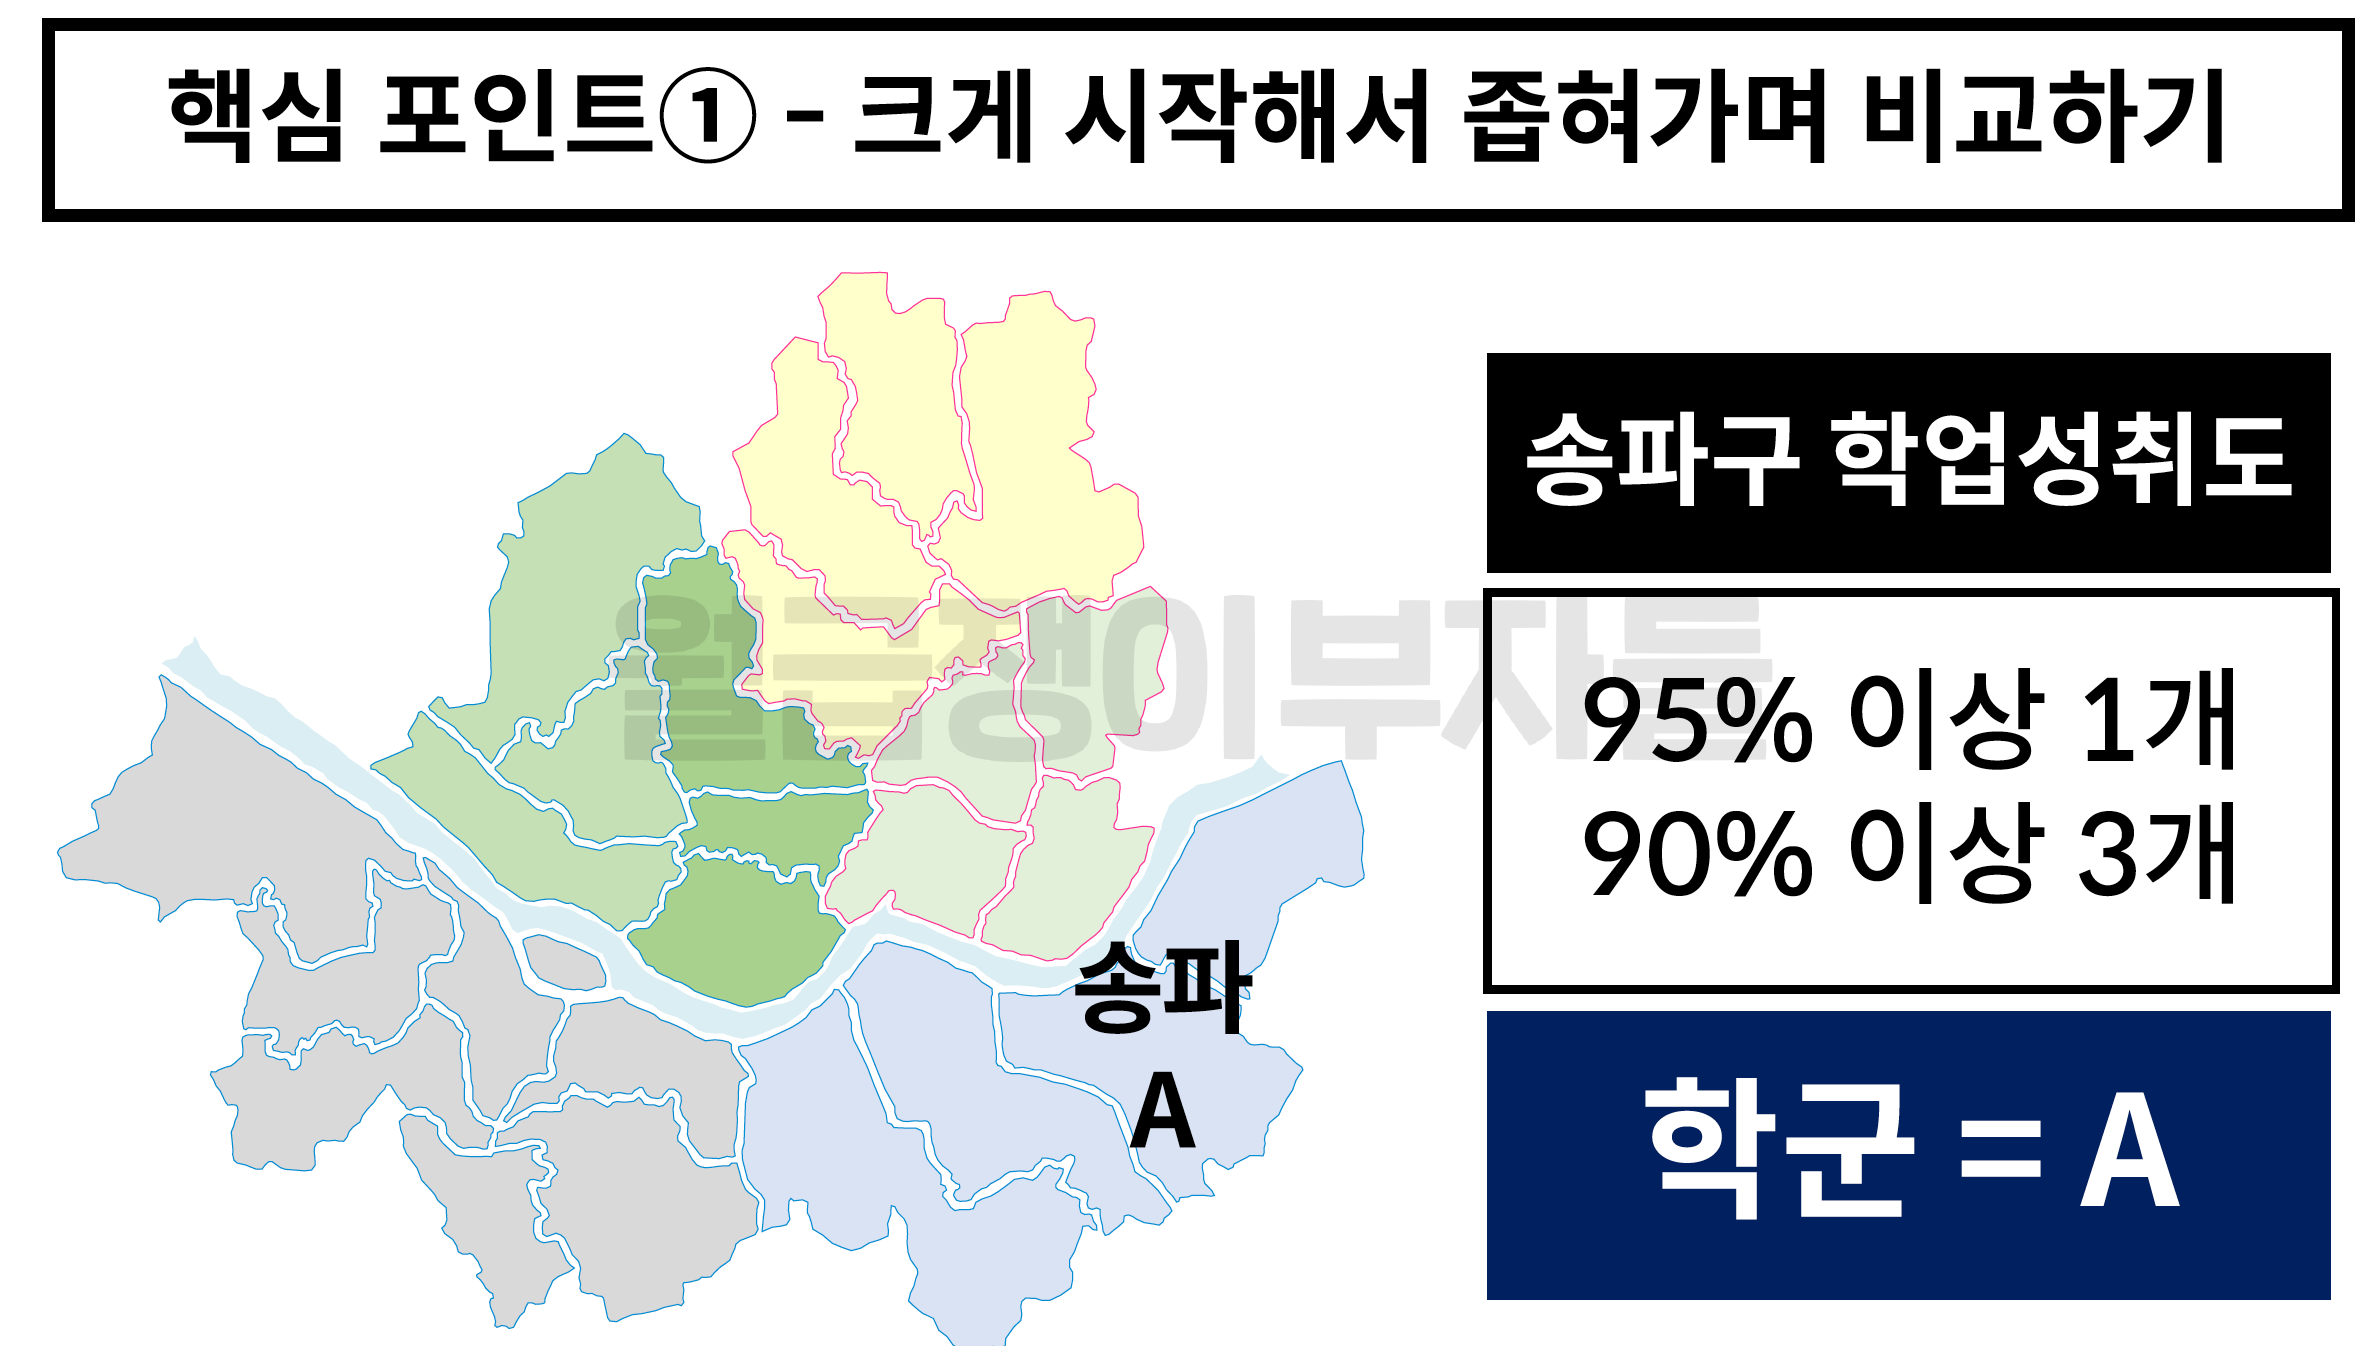 핵심 포인트① - 크게 시작해서 좁혀가며 비교하기
송파구 학업성취도
월급쟁이부자들
95% 이상 1개
90% 이상 3개
송파
A
학군 = A